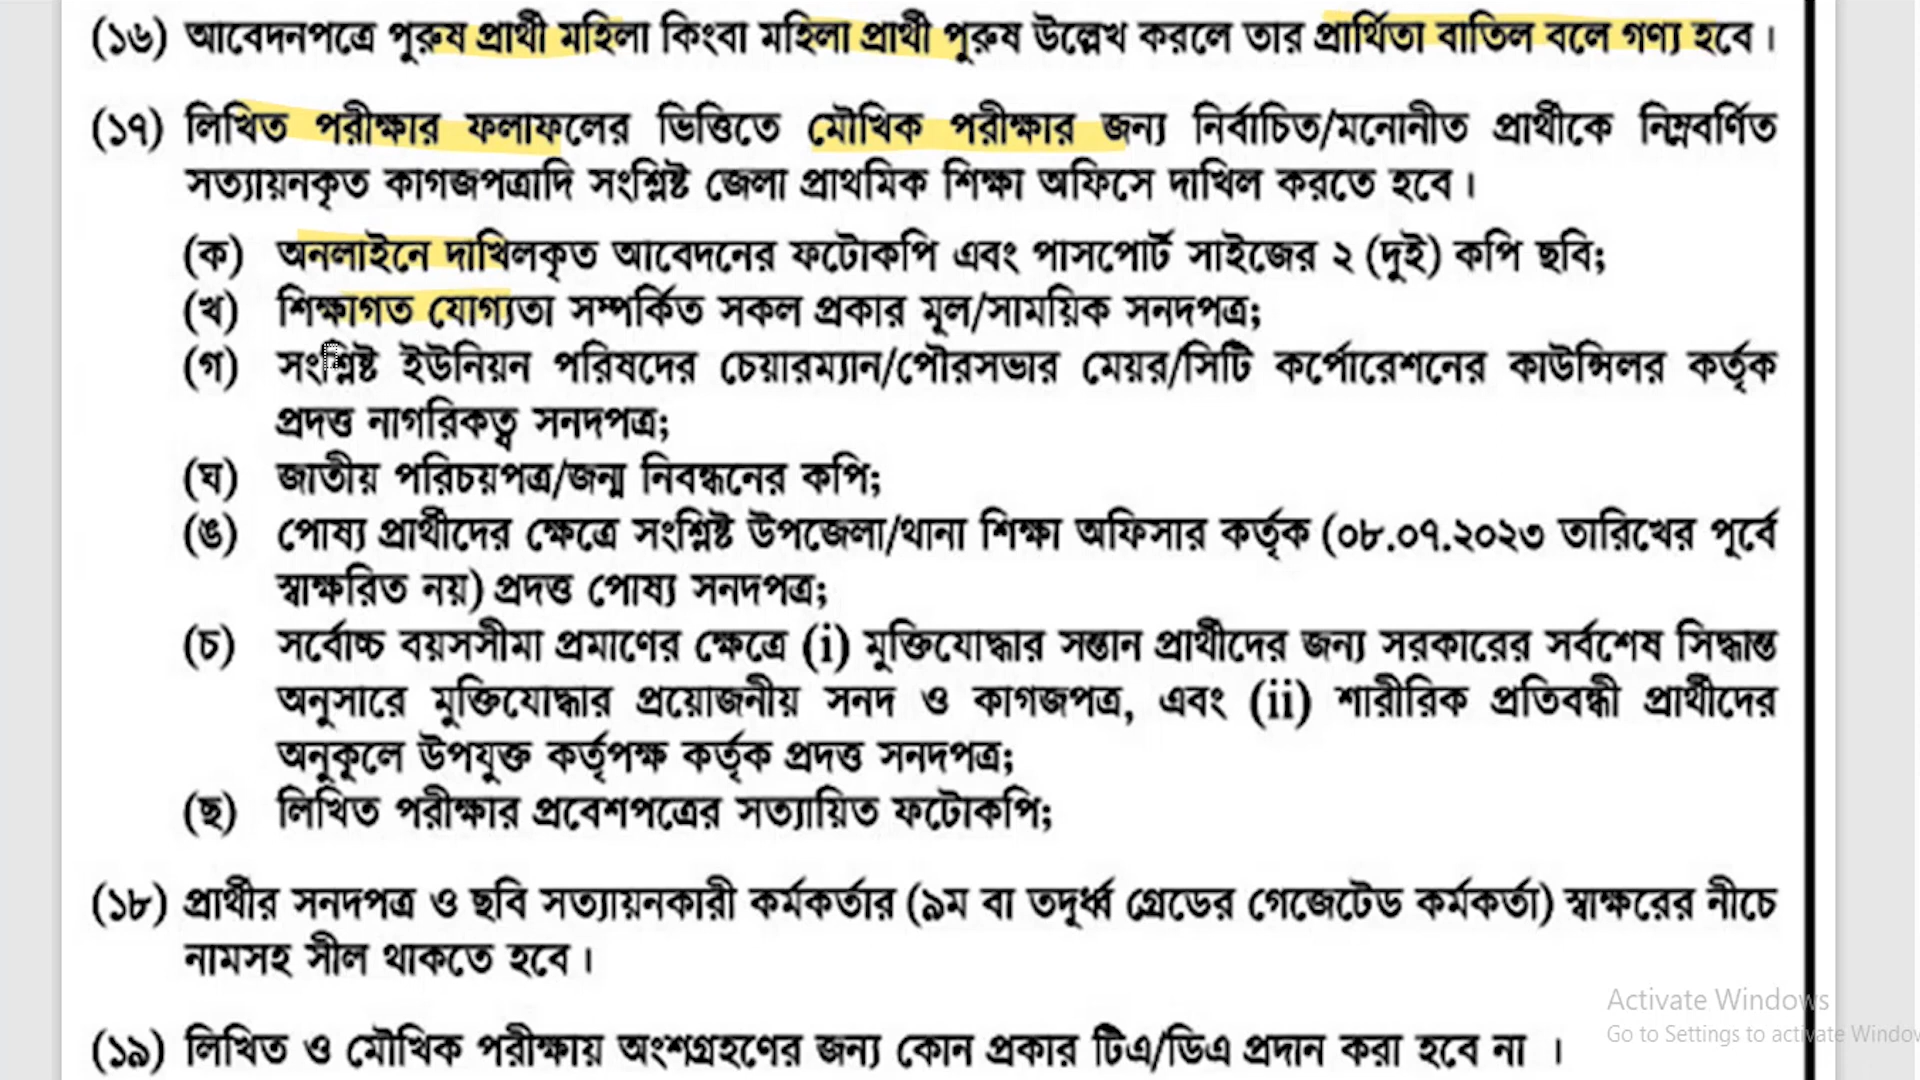 (১৬) আবেদনপত্রে পুরুষ প্রার্থী মহিলা কিংবা মহিলা প্রার্থী পুরুষ উল্লেখ করলে তার প্রার্থিতা বাতিল বলে গণ্য হবে।
(১৭) লিখিত পরীক্ষার ফলাফলের ভিত্তিতে মৌখিক পরীক্ষার জন্য নির্বাচিত/মনোনীত প্রার্থীকে নিম্নবর্ণিত
সত্যায়নকৃত কাগজপত্রাদি সংশ্লিষ্ট জেলা প্রাথমিক শিক্ষা অফিসে দাখিল করতে হবে।
(ক) অনলাইনে দাখিলকৃত আবেদনের ফটোকপি এবং পাসপোর্ট সাইজের ২ (দুই) কপি ছবি;
(খ) শিক্ষাগত যোগ্যতা সম্পর্কিত সকল প্রকার মূল/সাময়িক সনদপত্র;
(গ) সংশ্লিষ্ট ইউনিয়ন পরিষদের চেয়ারম্যান/পৌরসভার মেয়র/সিটি কর্পোরেশনের কাউন্সিলর কর্তৃক
প্রদত্ত নাগরিকত্ব সনদপত্র;
(ঘ) জাতীয় পরিচয়পত্র/জন্ম নিবন্ধনের কপি;
(ঙ) পোষ্য প্রার্থীদের ক্ষেত্রে সংশ্লিষ্ট উপজেলা/থানা শিক্ষা অফিসার কর্তৃক (০৮.০৭.২০২৩ তারিখের পূর্বে
স্বাক্ষরিত নয়) প্রদত্ত পোষ্য সনদপত্র;
(চ) সর্বোচ্চ বয়সসীমা প্রমাণের ক্ষেত্রে (i) মুক্তিযোদ্ধার সন্তান প্রার্থীদের জন্য সরকারের সর্বশেষ সিদ্ধান্ত
অনুসারে মুক্তিযোদ্ধার প্রয়োজনীয় সনদ ও কাগজপত্র, এবং (ii) শারীরিক প্রতিবন্ধী প্রার্থীদের
অনুকূলে উপযুক্ত কর্তৃপক্ষ কর্তৃক প্রদত্ত সনদপত্র;
(ছ) লিখিত পরীক্ষার প্রবেশপত্রের সত্যায়িত ফটোকপি;
(১৮) প্রার্থীর সনদপত্র ও ছবি সত্যায়নকারী কর্মকর্তার (৯ম বা তদূর্ধ্ব গ্রেডের গেজেটেড কর্মকর্তা) স্বাক্ষরের নীচে
নামসহ সীল থাকতে হবে।
(১৯) লিখিত ও মৌখিক পরীক্ষায় অংশগ্রহণের জন্য কোন প্রকার টিএ/ডিএ প্রদান করা হবে না ।
Activate Windows
Go to Settings to activate Window